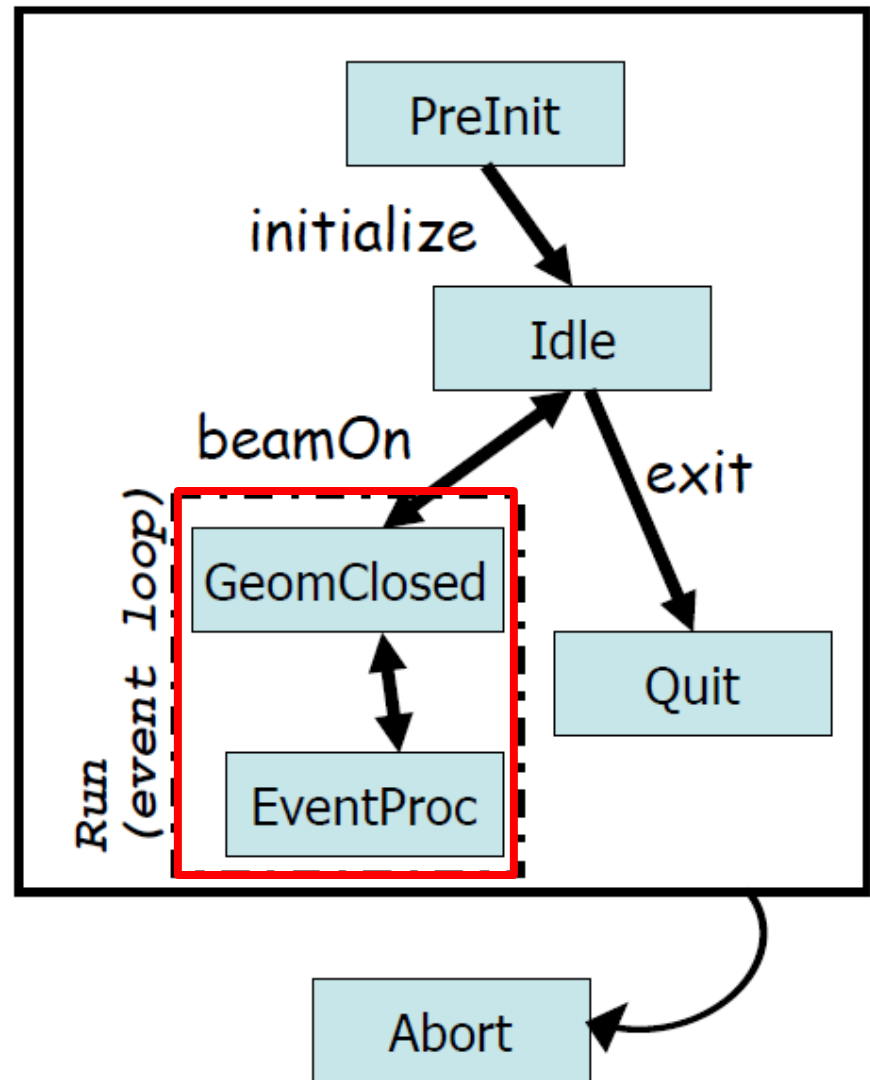 PreInit
initialize
Idle
beamOn
exit
Run
(event loop)
GeomClosed
Quit
EventProc
Abort